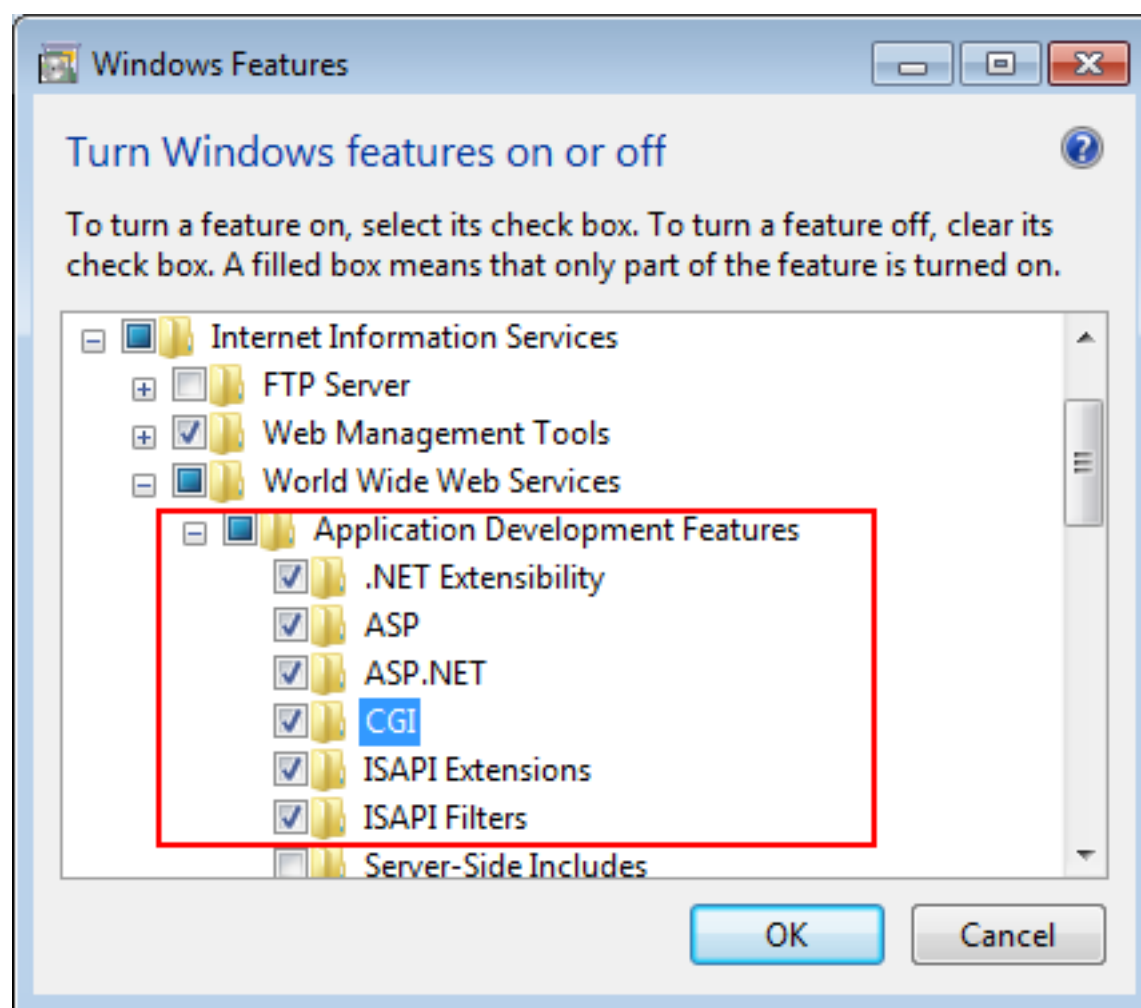 Windows Features
Turn Windows features on or off
To turn a feature on, select its check box. To turn a feature off, clear its
check box. A filled box means that only part of the feature is turned on.
Internet Information Services
FTP Server
Web Management Tools
World Wide Web Services
Application Development Features
.NET Extensibility
ASP
ASP.NET
CGI
ISAPI Extensions
ISAPI Filters
Server-Side Includes
OK Cancel